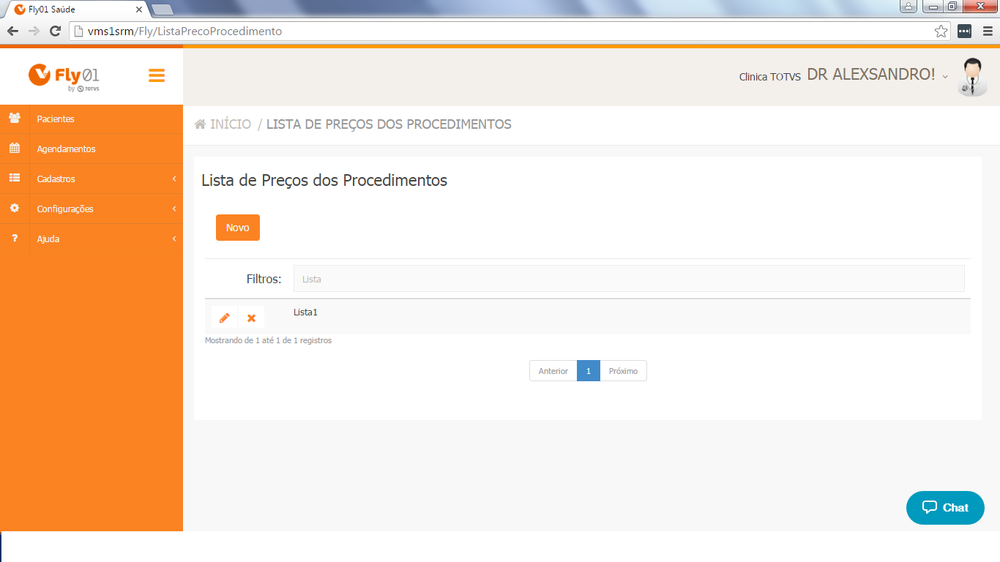 Fly01 Saúde
vms1srm/Fly/ListaPrecoProcedimento
Fly01
by TOTVS
Clinica TOTVS DR ALEXSANDRO!
Pacientes
Agendamentos
Cadastros
Configurações
Ajuda
INÍCIO / LISTA DE PREÇOS DOS PROCEDIMENTOS
Lista de Preços dos Procedimentos
Novo
Filtros: Lista
Lista1
Mostrando de 1 até 1 de 1 registros
Anterior 1 Próximo
Chat